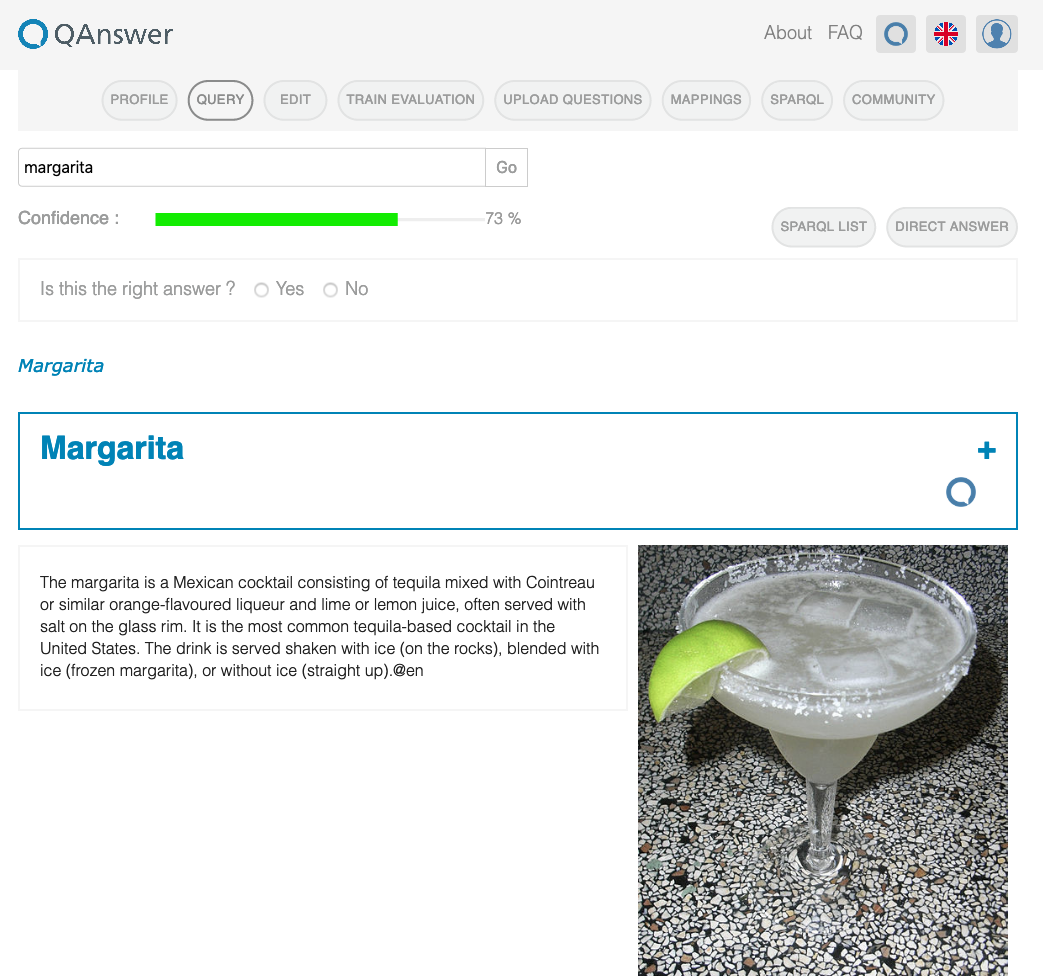 QAnswer
About FAQ
PROFILE QUERY EDIT TRAIN EVALUATION UPLOAD QUESTIONS MAPPINGS SPARQL COMMUNITY
margarita Go
Confidence : 73 %
SPARQL LIST DIRECT ANSWER
Is this the right answer ? Yes No
Margarita
Margarita
+
The margarita is a Mexican cocktail consisting of tequila mixed with Cointreau
or similar orange-flavoured liqueur and lime or lemon juice, often served with
salt on the glass rim. It is the most common tequila-based cocktail in the
United States. The drink is served shaken with ice (on the rocks), blended with
ice (frozen margarita), or without ice (straight up).@en